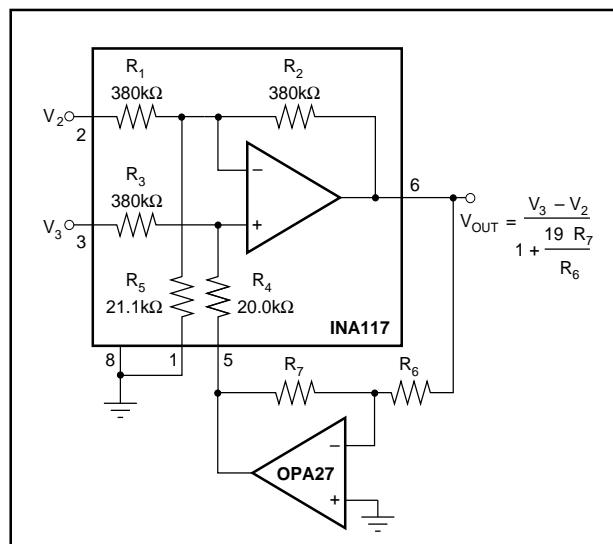 R1
380kΩ
R2
380kΩ
V2
2
−
R3
380kΩ
6
+
V3
3
VOUT = V3 – V2
1 + 19 R7
R6
R5
21.1kΩ
R4
20.0kΩ
INA117
8
1
5
R7
R6
−
OPA27
+